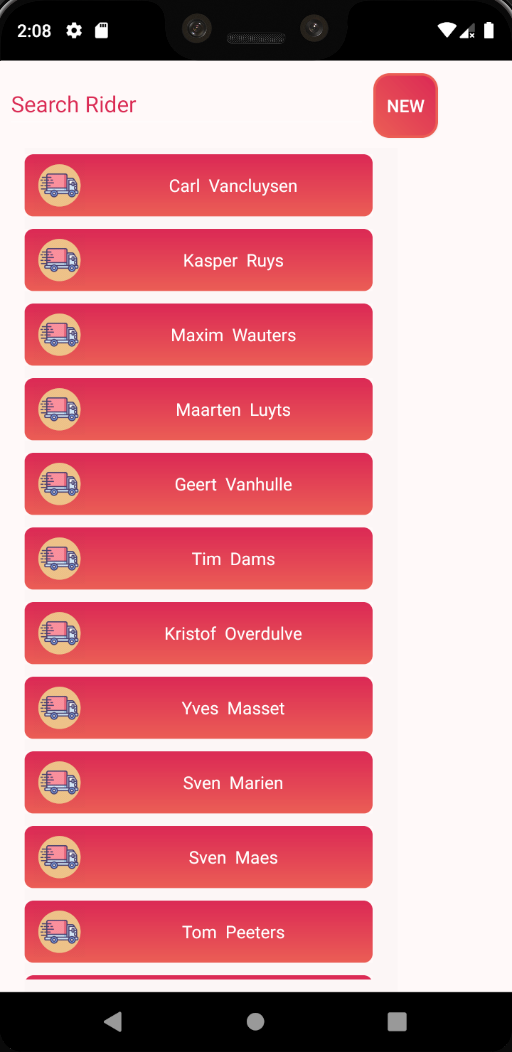 2:08
Search Rider
NEW
Carl Vancluysen
Kasper Ruys
Maxim Wauters
Maarten Luyts
Geert Vanhulle
Tim Dams
Kristof Overdulve
Yves Masset
Sven Marien
Sven Maes
Tom Peeters